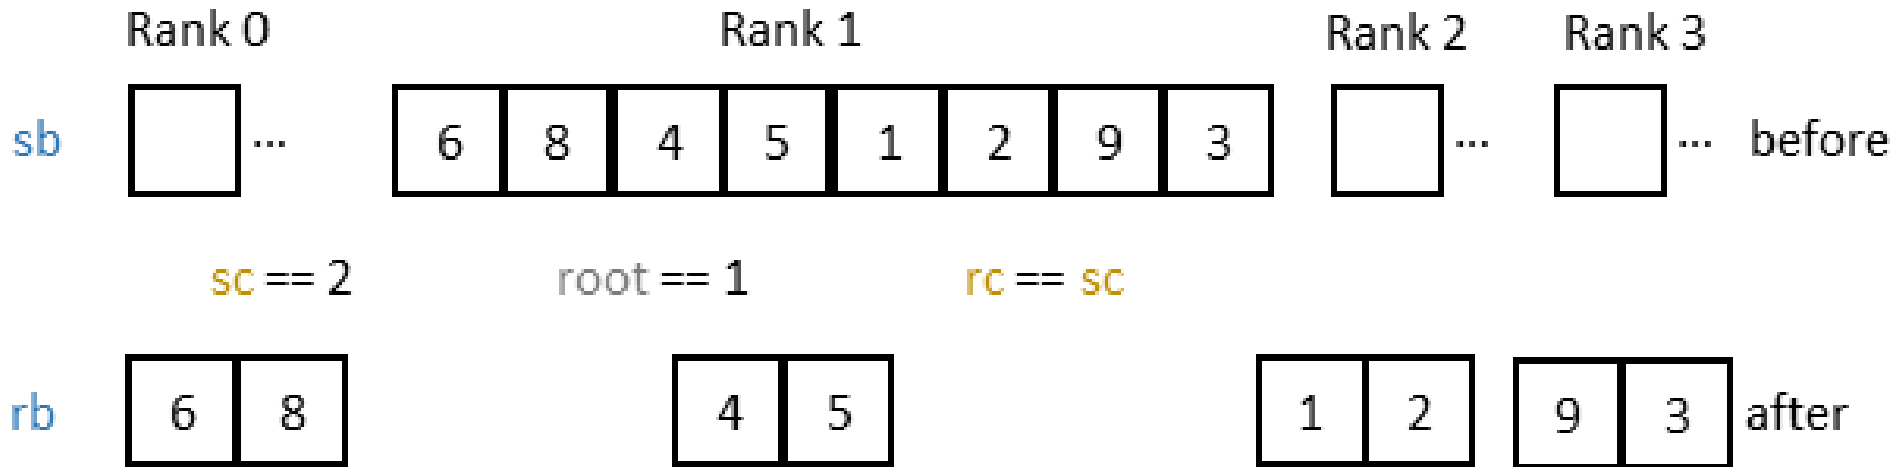 Rank 0 Rank 1 Rank 2 Rank 3
sb ... 6 8 4 5 1 2 9 3 ... ... before
sc == 2 root == 1 rc == sc
rb 6 8 4 5 1 2 9 3 after